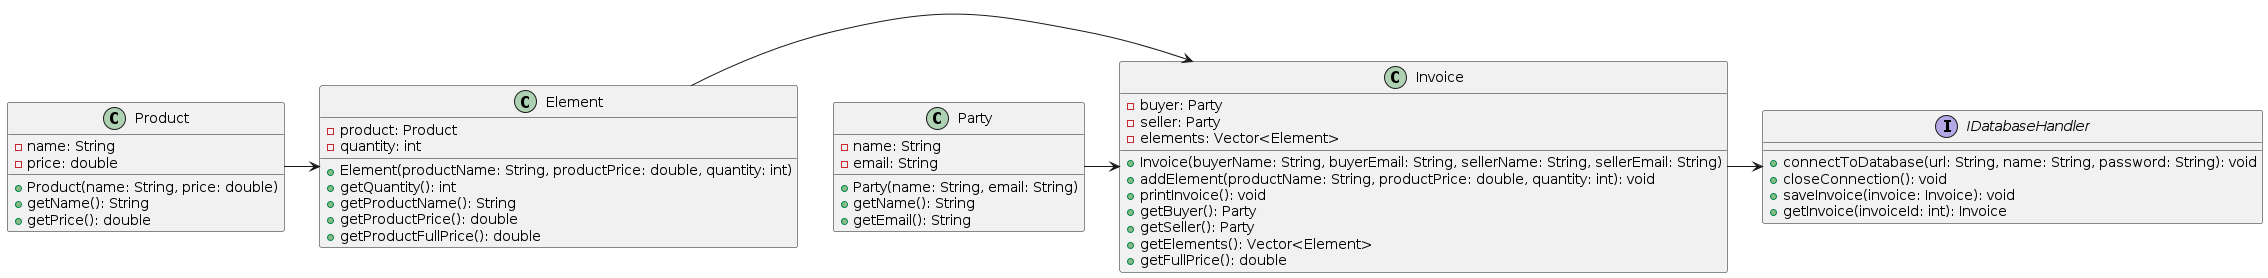 C Product
name: String
price: double
Product(name: String, price: double)
getName(): String
getPrice(): double
C Element
product: Product
quantity: int
Element(productName: String, productPrice: double, quantity: int)
getQuantity(): int
getProductName(): String
getProductPrice(): double
getProductFullPrice(): double
C Party
name: String
email: String
Party(name: String, email: String)
getName(): String
getEmail(): String
C Invoice
buyer: Party
seller: Party
elements: Vector<Element>
Invoice(buyerName: String, buyerEmail: String, sellerName: String, sellerEmail: String)
addElement(productName: String, productPrice: double, quantity: int): void
printInvoice(): void
getBuyer(): Party
getSeller(): Party
getElements(): Vector<Element>
getFullPrice(): double
I IDatabaseHandler
connectToDatabase(url: String, name: String, password: String): void
closeConnection(): void
saveInvoice(invoice: Invoice): void
getInvoice(invoiceId: int): Invoice